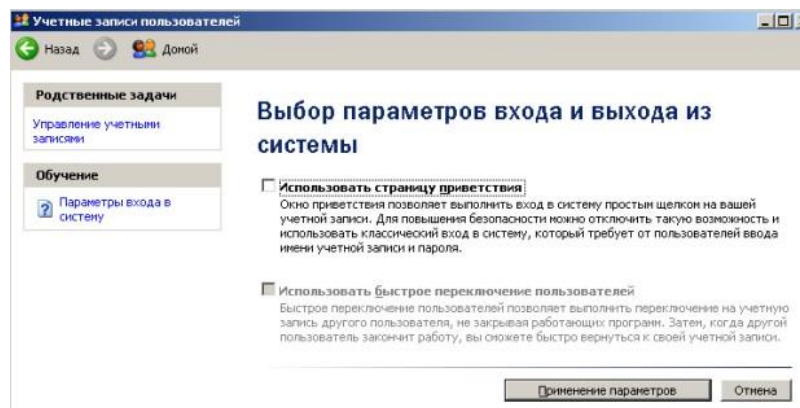 Учетные записи пользователей
Назад
Домой
Родственные задачи
Управление учетными
записями
Обучение
Параметры входа в
систему
Выбор параметров входа и выхода из
системы
Использовать страницу приветствия
Окно приветствия позволяет выполнить вход в систему простым щелком на вашей
учетной записи. Для повышения безопасности можно отключить такую возможность и
использовать классический вход в систему, который требует от пользователей ввода
имени учетной записи и пароля.
Использовать быстрое переключение пользователей
Быстрое переключение пользователей позволяет выполнить переключение на учетную
запись другого пользователя, не закрывая работающих программ. Затем, когда другой
пользователь закончит работу, вы сможете быстро вернуться к своей учетной записи.
Применение параметров
Отмена